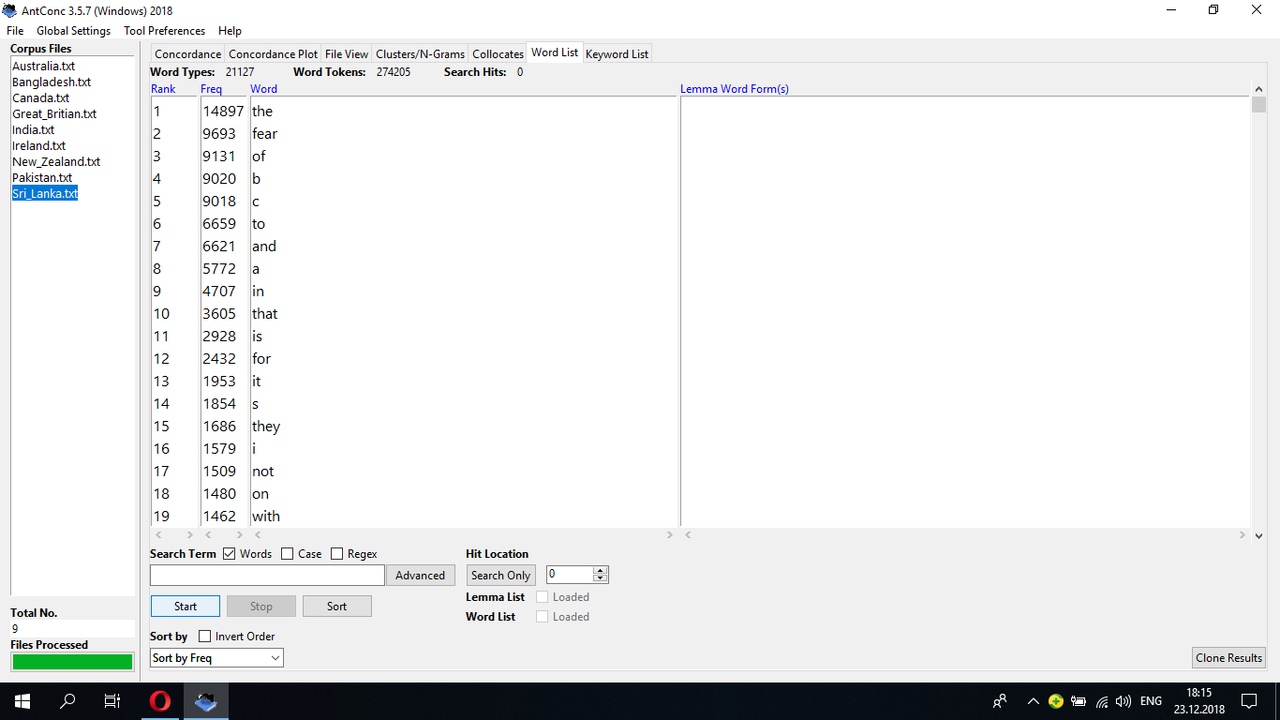 AntConc 3.5.7 (Windows) 2018
File Global Settings Tool Preferences Help
Corpus Files
Australia.txt
Bangladesh.txt
Canada.txt
Great_Britian.txt
India.txt
Ireland.txt
New_Zealand.txt
Pakistan.txt
Sri_Lanka.txt
Total No.
9
Files Processed
Concordance Concordance Plot File View Clusters/N-Grams Collocates Word List Keyword List
Word Types: 21127 Word Tokens: 274205 Search Hits: 0
Rank Freq Word Lemma Word Form(s)
1 14897 the
2 9693 fear
3 9131 of
4 9020 b
5 9018 c
6 6659 to
7 6621 and
8 5772 a
9 4707 in
10 3605 that
11 2928 is
12 2432 for
13 1953 it
14 1854 s
15 1686 they
16 1579 i
17 1509 not
18 1480 on
19 1462 with
Search Term Words Case Regex Hit Location
Advanced Search Only 0
Start Stop Sort Lemma List Loaded
Word List Loaded
Sort by Invert Order
Sort by Freq Clone Results
ENG 18:15
23.12.2018